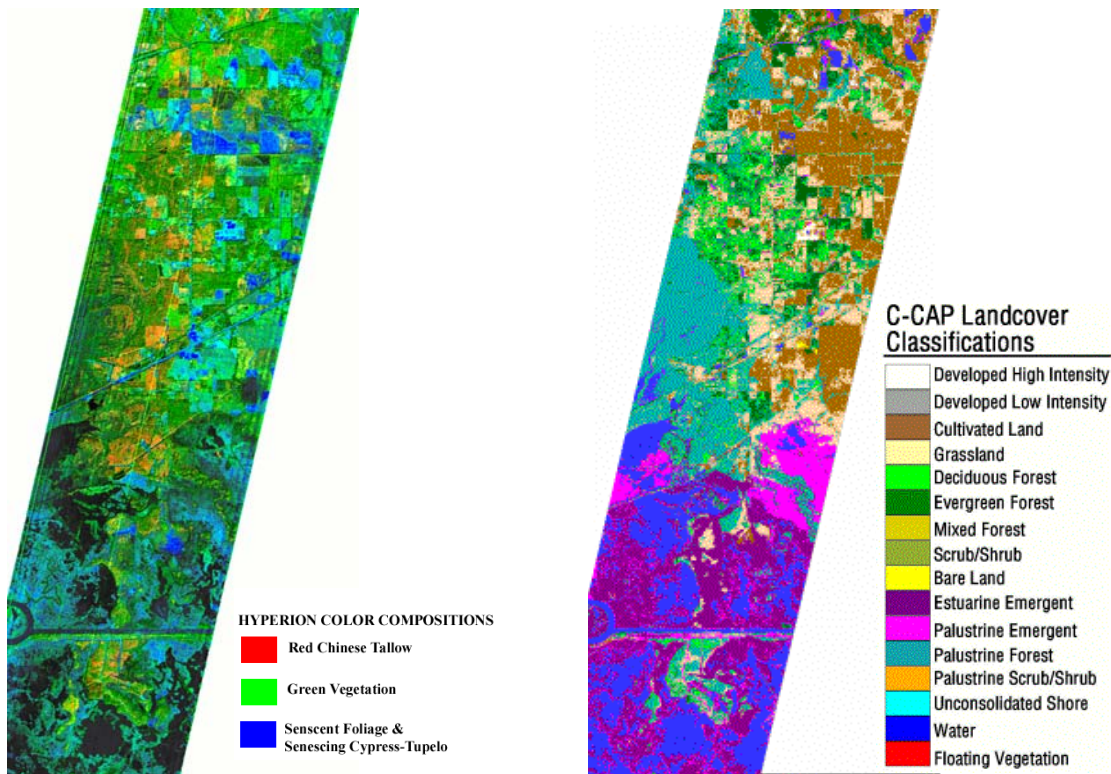 HYPERION COLOR COMPOSITIONS
Red Chinese Tallow
Green Vegetation
Senscent Foliage &
Senescing Cypress-Tupelo
C-CAP Landcover
Classifications
Developed High Intensity
Developed Low Intensity
Cultivated Land
Grassland
Deciduous Forest
Evergreen Forest
Mixed Forest
Scrub/Shrub
Bare Land
Estuarine Emergent
Palustrine Emergent
Palustrine Forest
Palustrine Scrub/Shrub
Unconsolidated Shore
Water
Floating Vegetation